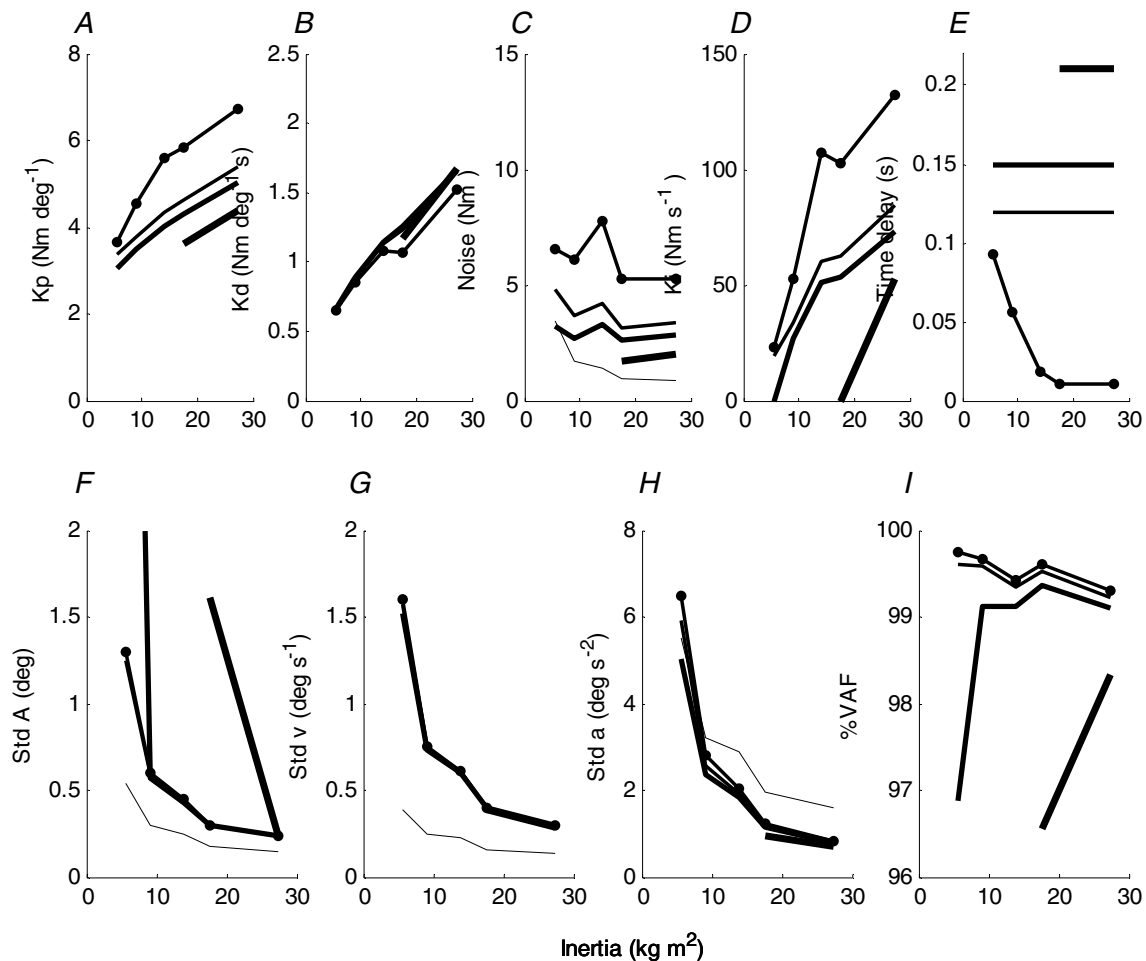 A B C D E
Kp (Nm deg⁻¹)
8
6
4
2
0
0 10 20 30
Kd (Nm deg⁻¹ s)
2.5
2
1.5
1
0.5
0
0 10 20 30
Noise (Nm)
15
10
5
0
0 10 20 30
Ki (Nm s⁻¹)
150
100
50
0
0 10 20 30
Time delay (s)
0.2
0.15
0.1
0.05
0
0 10 20 30
F G H I
Std A (deg)
2
1.5
1
0.5
0
0 10 20 30
Std v (deg s⁻¹)
2
1.5
1
0.5
0
0 10 20 30
Std a (deg s⁻²)
8
6
4
2
0
0 10 20 30
%VAF
100
99
98
97
96
0 10 20 30
Inertia (kg m²)